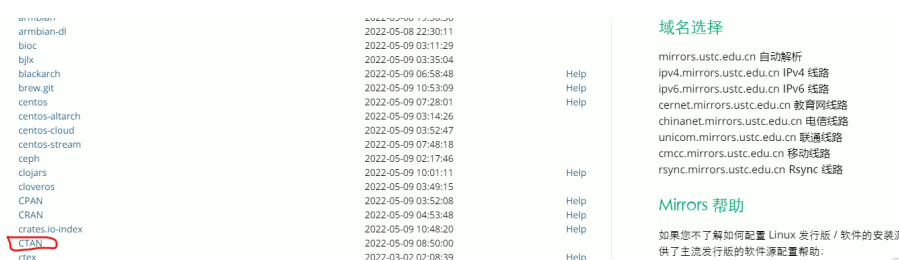 armbian 2022-05-08 19:50:50
armbian-dl 2022-05-08 22:30:11
bioc 2022-05-09 03:11:29
bjlx 2022-05-09 03:35:04
blackarch 2022-05-09 06:58:48 Help
brew.git 2022-05-09 10:53:09 Help
centos 2022-05-09 07:28:01 Help
centos-altarch 2022-05-09 03:14:26
centos-cloud 2022-05-09 03:52:47
centos-stream 2022-05-09 07:48:18
ceph 2022-05-09 02:17:46
clojars 2022-05-09 10:01:11 Help
cloveros 2022-05-09 03:49:15
CPAN 2022-05-09 03:52:08 Help
CRAN 2022-05-09 04:53:48 Help
crates.io-index 2022-05-09 10:48:20 Help
CTAN 2022-05-09 08:50:00
ctex 2022-03-02 02:08:39 Help
域名选择
mirrors.ustc.edu.cn 自动解析
ipv4.mirrors.ustc.edu.cn IPv4 线路
ipv6.mirrors.ustc.edu.cn IPv6 线路
cernet.mirrors.ustc.edu.cn 教育网线路
chinanet.mirrors.ustc.edu.cn 电信线路
unicom.mirrors.ustc.edu.cn 联通线路
cmcc.mirrors.ustc.edu.cn 移动线路
rsync.mirrors.ustc.edu.cn Rsync 线路
Mirrors 帮助
如果您不了解如何配置 Linux 发行版 / 软件的安装源
供了主流发行版的软件源配置帮助: